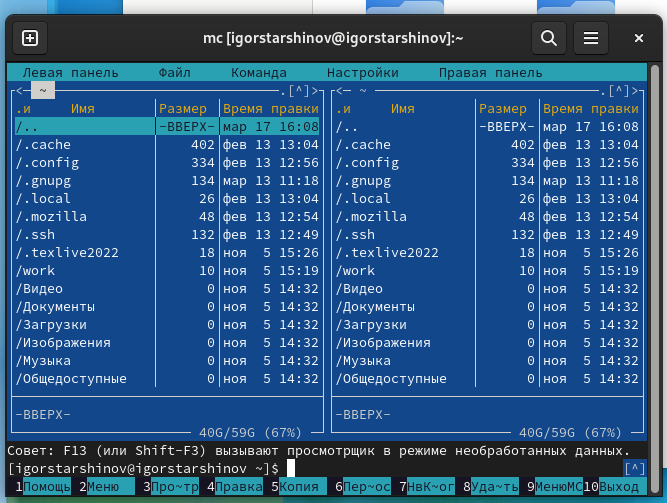 mc [igorstarshinov@igorstarshinov]:~
Левая панель Файл Команда Настройки Правая панель
<- ~ .[^]> <- ~ .[^]>
.и Имя Размер Время правки .и Имя Размер Время правки
/.. -ВВЕРХ- мар 17 16:08 /.. -ВВЕРХ- мар 17 16:08
/.cache 402 фев 13 13:04 /.cache 402 фев 13 13:04
/.config 334 фев 13 12:56 /.config 334 фев 13 12:56
/.gnupg 134 мар 13 11:18 /.gnupg 134 мар 13 11:18
/.local 26 фев 13 13:04 /.local 26 фев 13 13:04
/.mozilla 48 фев 13 12:54 /.mozilla 48 фев 13 12:54
/.ssh 132 фев 13 12:49 /.ssh 132 фев 13 12:49
/.texlive2022 18 ноя 5 15:26 /.texlive2022 18 ноя 5 15:26
/work 10 ноя 5 15:19 /work 10 ноя 5 15:19
/Видео 0 ноя 5 14:32 /Видео 0 ноя 5 14:32
/Документы 0 ноя 5 14:32 /Документы 0 ноя 5 14:32
/Загрузки 0 ноя 5 14:32 /Загрузки 0 ноя 5 14:32
/Изображения 0 ноя 5 14:32 /Изображения 0 ноя 5 14:32
/Музыка 0 ноя 5 14:32 /Музыка 0 ноя 5 14:32
/Общедоступные 0 ноя 5 14:32 /Общедоступные 0 ноя 5 14:32
-ВВЕРХ- -ВВЕРХ-
40G/59G (67%) 40G/59G (67%)
Совет: F13 (или Shift-F3) вызывают просмотрщик в режиме необработанных данных.
[igorstarshinov@igorstarshinov ~]$ [^]
1Помощь 2Меню 3Про~тр 4Правка 5Копия 6Пер~ос 7НвК~ог 8Уда~ть 9МенюМС 10Выход